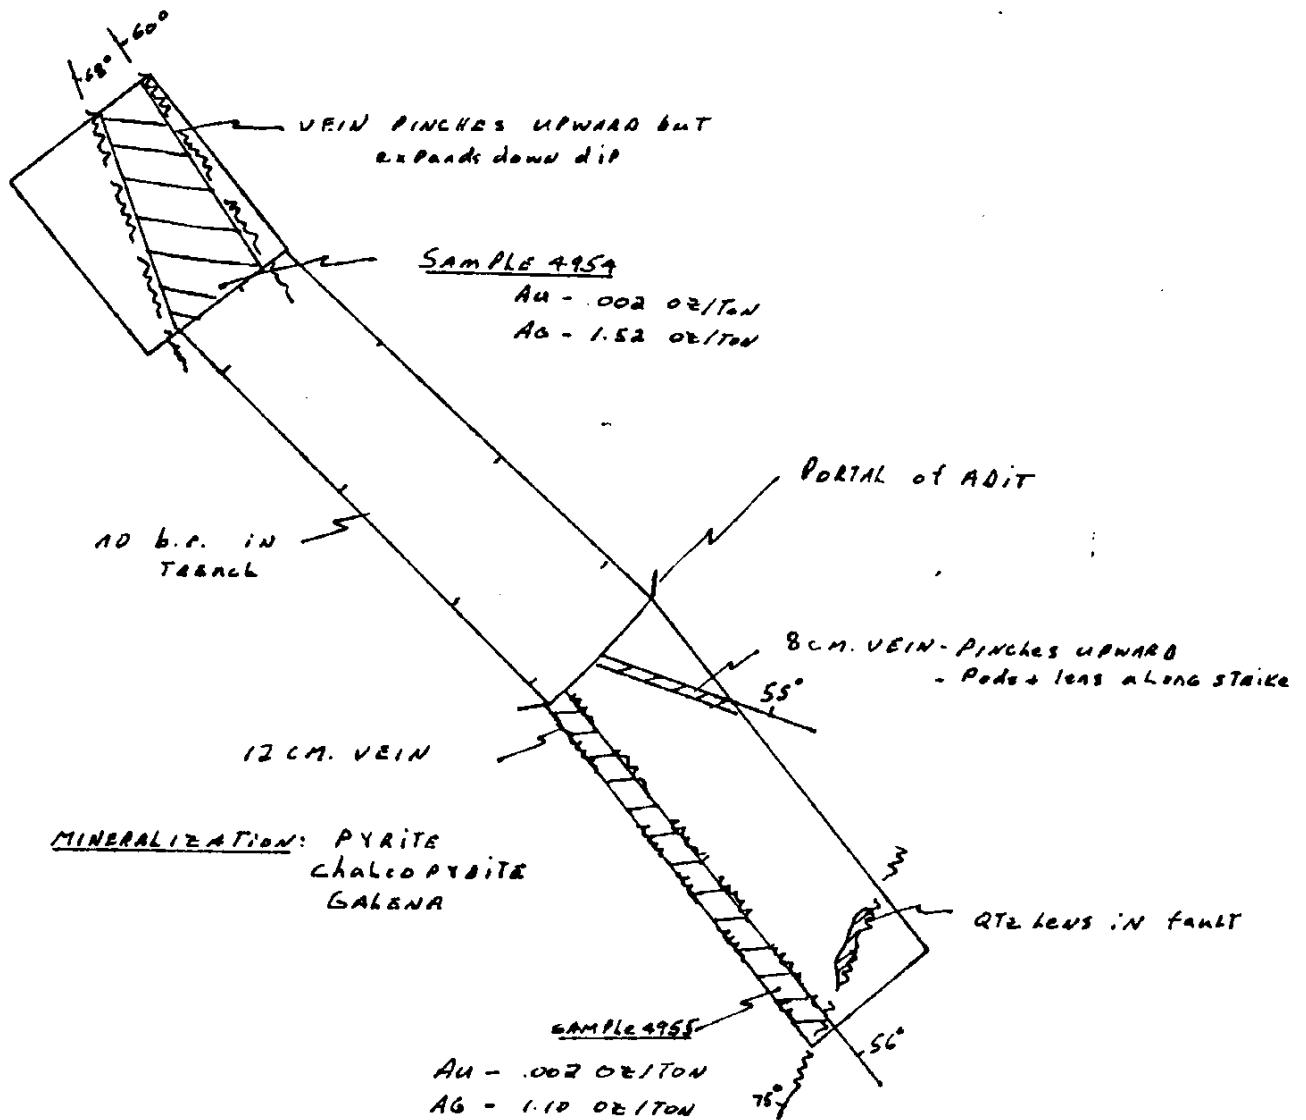 60°
68°
VEIN PINCHES UPWARD buT
expands down dip
SAMPLE 4954
Au - .002 oz/Ton
AG - 1.52 oz/Ton
PORTAL of ADiT
NO b.r. iN
TRENCh
8 cm. VEIN - PINCHes UPWARD
- Pods + lens aLONG STRIKE
55°
12 CM. VEIN
MINERALIZATION: PYRiTE
ChalcoPYRiTE
GALENA
QTz Lens iN fauLT
SAMPLe 4955
56°
Au - .002 OZ/TON
75°
AG - 1.10 OZ/TON